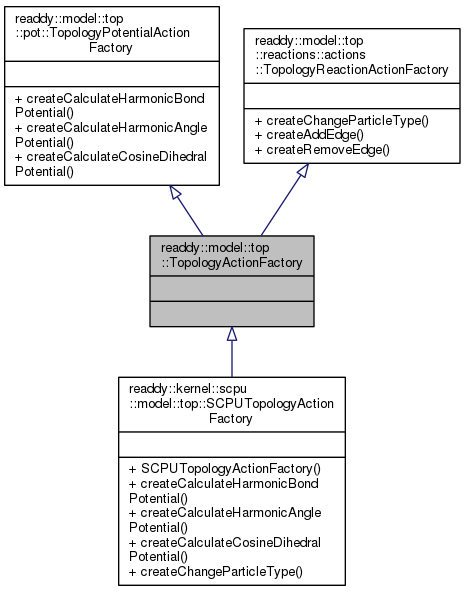 readdy::model::top
::pot::TopologyPotentialAction
Factory
+ createCalculateHarmonicBond
Potential()
+ createCalculateHarmonicAngle
Potential()
+ createCalculateCosineDihedral
Potential()
readdy::model::top
::reactions::actions
::TopologyReactionActionFactory
+ createChangeParticleType()
+ createAddEdge()
+ createRemoveEdge()
readdy::model::top
::TopologyActionFactory
readdy::kernel::scpu
::model::top::SCPUTopologyAction
Factory
+ SCPUTopologyActionFactory()
+ createCalculateHarmonicBond
Potential()
+ createCalculateHarmonicAngle
Potential()
+ createCalculateCosineDihedral
Potential()
+ createChangeParticleType()